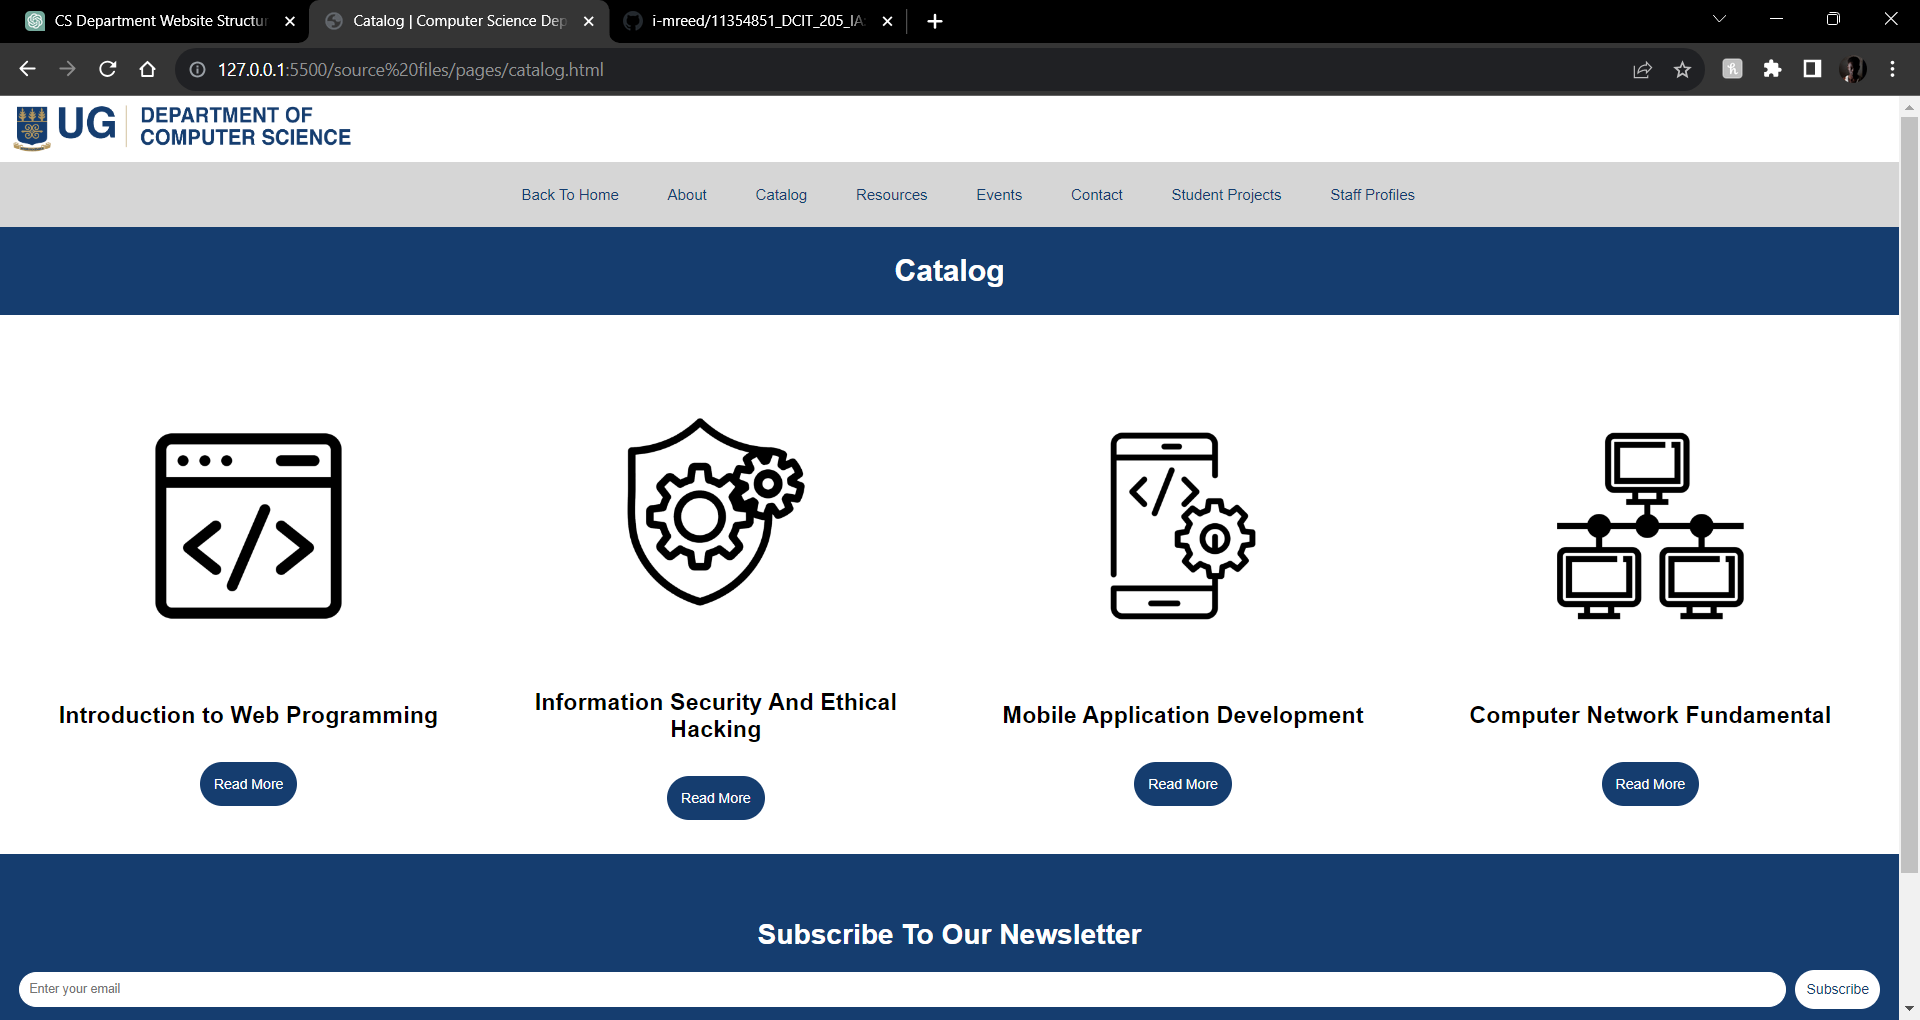 CS Department Website Structur
Catalog | Computer Science Dep
i-mreed/11354851_DCIT_205_IA
127.0.0.1:5500/source%20files/pages/catalog.html
UG
DEPARTMENT OF
COMPUTER SCIENCE
Back To Home About Catalog Resources Events Contact Student Projects Staff Profiles
Catalog
Introduction to Web Programming
Read More
Information Security And Ethical
Hacking
Read More
Mobile Application Development
Read More
Computer Network Fundamental
Read More
Subscribe To Our Newsletter
Enter your email
Subscribe